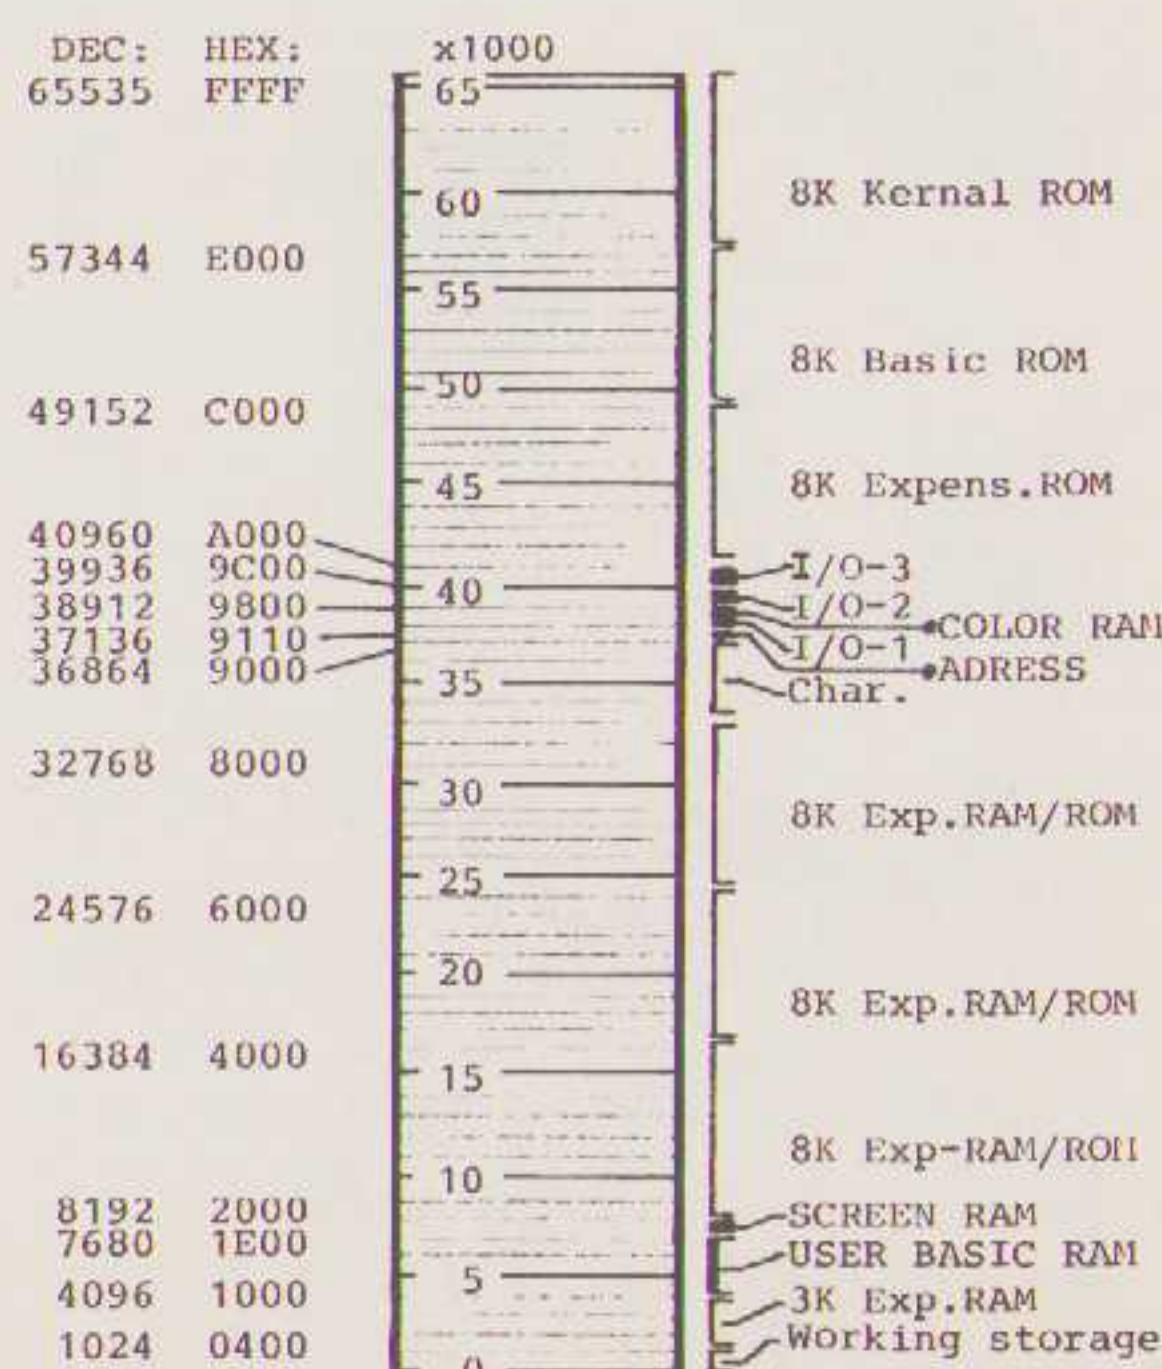 DEC: HEX: x1000
65535 FFFF
65
60
8K Kernal ROM
57344 E000
55
8K Basic ROM
50
49152 C000
45
8K Expens.ROM
40960 A000
39936 9C00
38912 9800
37136 9110
36864 9000
40
I/O-3
I/O-2
COLOR RAM
I/O-1
ADRESS
35
Char.
32768 8000
30
8K Exp.RAM/ROM
25
24576 6000
20
8K Exp.RAM/ROM
16384 4000
15
8K Exp-RAM/ROM
10
8192 2000
SCREEN RAM
7680 1E00
USER BASIC RAM
5
4096 1000
3K Exp.RAM
1024 0400
Working storage
0